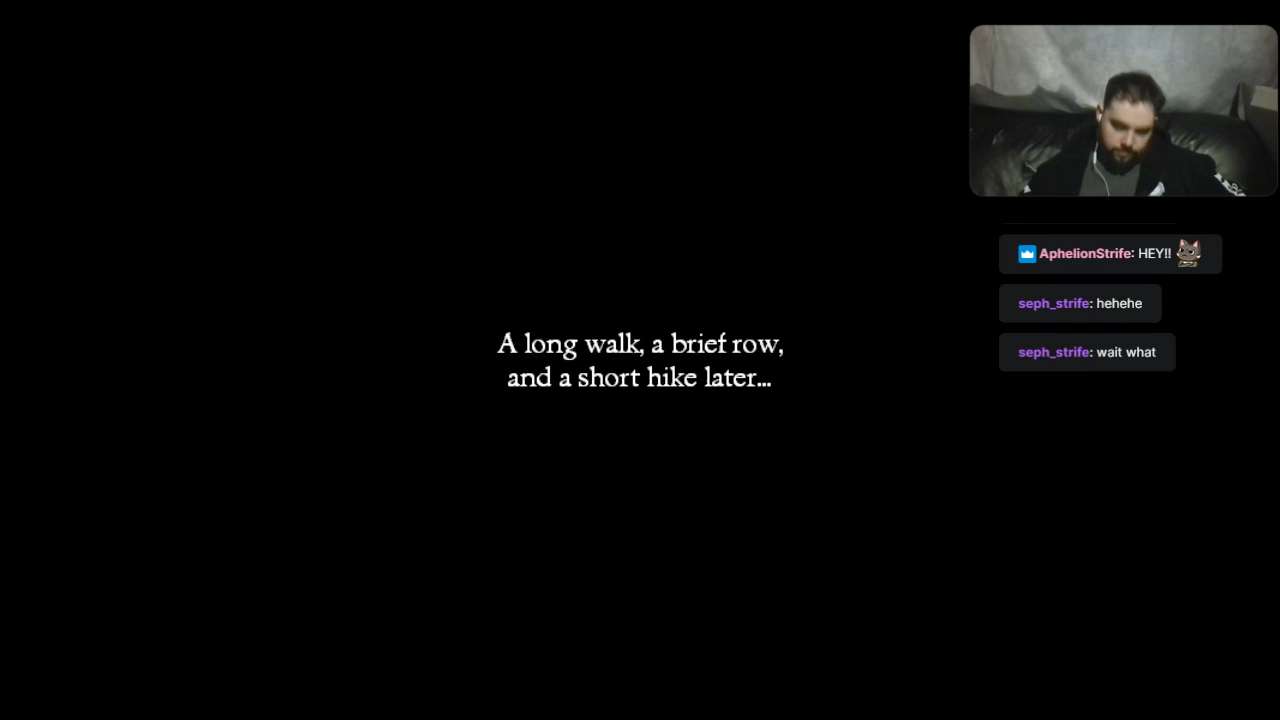 A long walk, a brief row,
and a short hike later...
AphelionStrife: HEY!!
seph_strife: hehehe
seph_strife: wait what